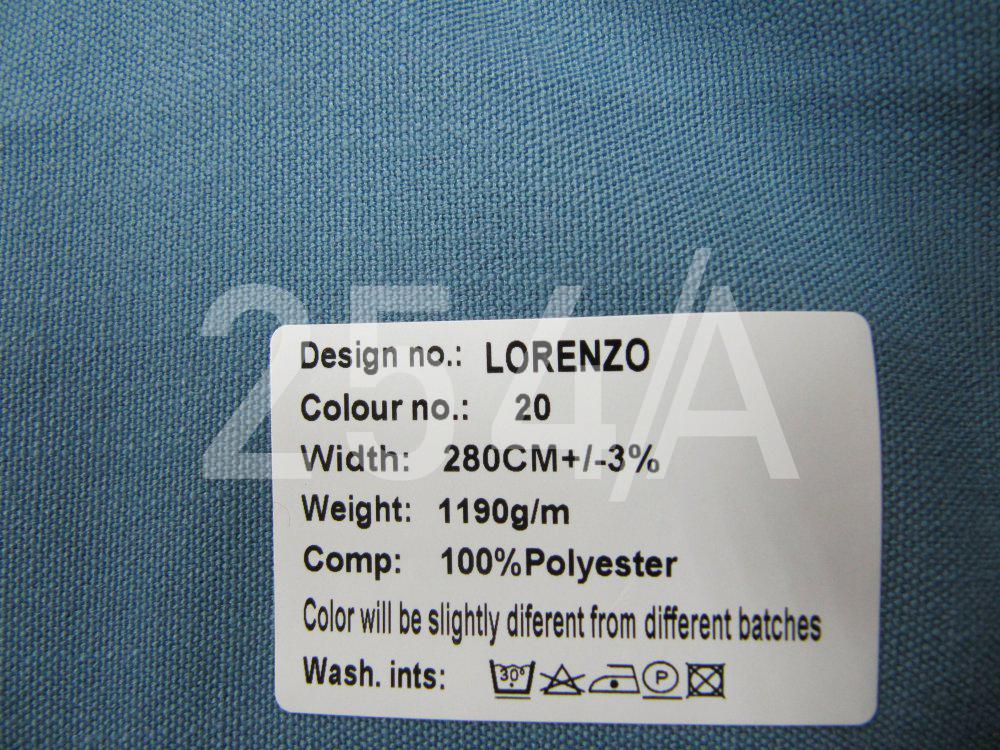 254/A
Design no.: LORENZO
Colour no.: 20
Width: 280CM+/-3%
Weight: 1190g/m
Comp: 100%Polyester
Color will be slightly diferent from different batches
Wash. ints: 30° P